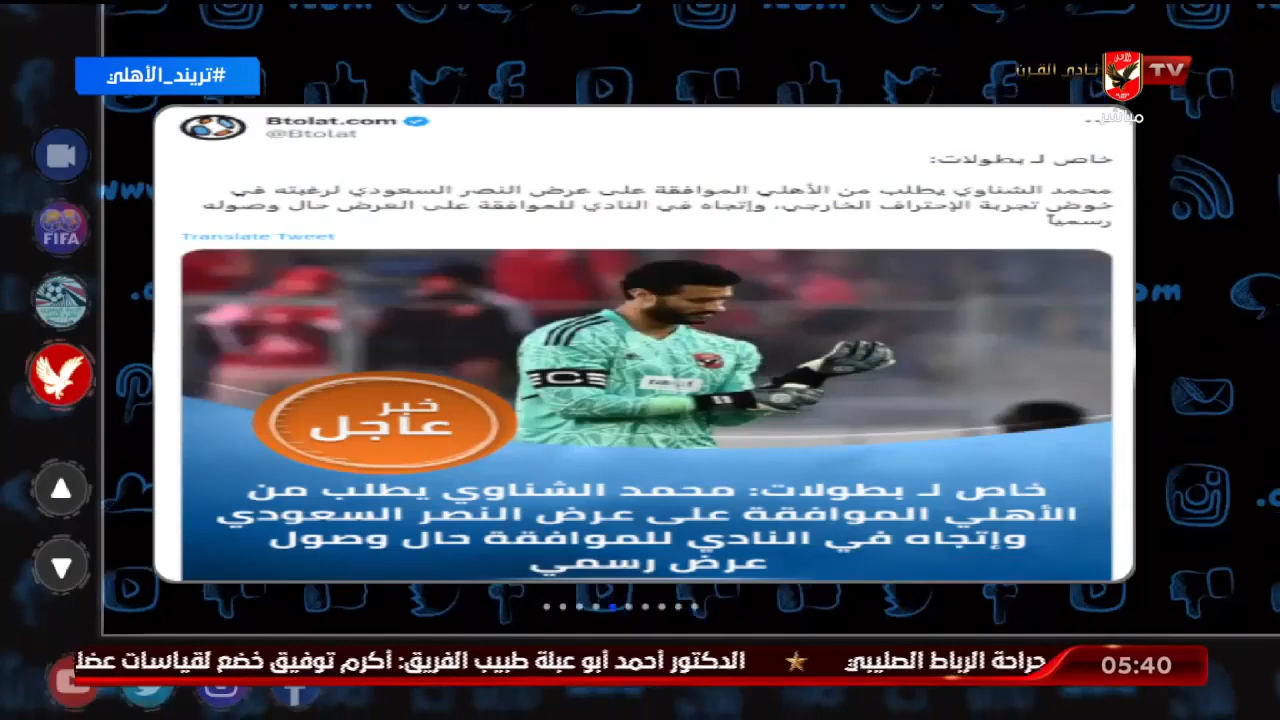 #تريند_الأهلي
نادي القرن
TV
مباشر
Btolat.com
@Btolat
خاص لـ بطولات:
محمد الشناوي يطلب من الأهلي الموافقة على عرض النصر السعودي لرغبته في
خوض تجربة الإحتراف الخارجي، وإتجاه في النادي للموافقة على العرض حال وصوله
رسمياً
Translate Tweet
FIFA
خبر
عاجل
خاص لـ بطولات: محمد الشناوي يطلب من
الأهلي الموافقة على عرض النصر السعودي
وإتجاه في النادي للموافقة حال وصول
عرض رسمي
جراحة الرباط الصليبي ★ الدكتور أحمد أبو عبلة طبيب الفريق: أكرم توفيق خضع لقياسات عضل
05:40